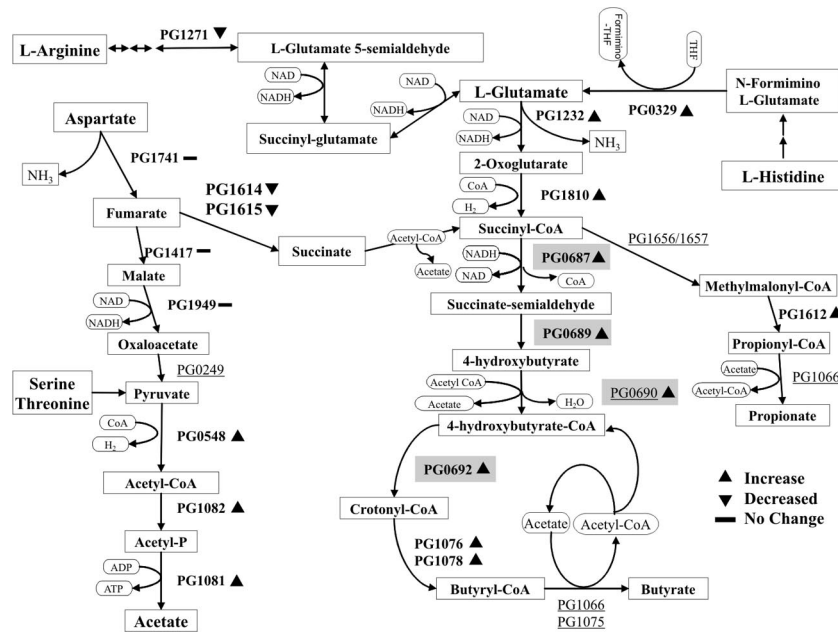 L-Arginine
PG1271 ▼
L-Glutamate 5-semialdehyde
NAD
NADH
NAD
NADH
Succinyl-glutamate
L-Glutamate
Formimino
-THF
THF
PG0329 ▲
N-Formimino
L-Glutamate
L-Histidine
NAD
NADH
PG1232 ▲
NH3
2-Oxoglutarate
CoA
H2
PG1810 ▲
Aspartate
NH3
PG1741 ━
PG1614 ▼
PG1615 ▼
Fumarate
Succinate
Acetyl-CoA
Acetate
Succinyl-CoA
PG1656/1657
PG1417 ━
Malate
NAD
NADH
PG1949 ━
Oxaloacetate
PG0249
Serine
Threonine
Pyruvate
CoA
H2
PG0548 ▲
Acetyl-CoA
PG1082 ▲
Acetyl-P
ADP
ATP
PG1081 ▲
Acetate
NADH
NAD
PG0687 ▲
CoA
Succinate-semialdehyde
PG0689 ▲
4-hydroxybutyrate
Acetyl CoA
Acetate
H2O
PG0690 ▲
4-hydroxybutyrate-CoA
PG0692 ▲
Crotonyl-CoA
PG1076 ▲
PG1078 ▲
Butyryl-CoA
Acetate
Acetyl-CoA
PG1066
PG1075
Butyrate
Methylmalonyl-CoA
PG1612 ▲
Propionyl-CoA
Acetate
Acetyl-CoA
PG1066
Propionate
▲ Increase
▼ Decreased
━ No Change